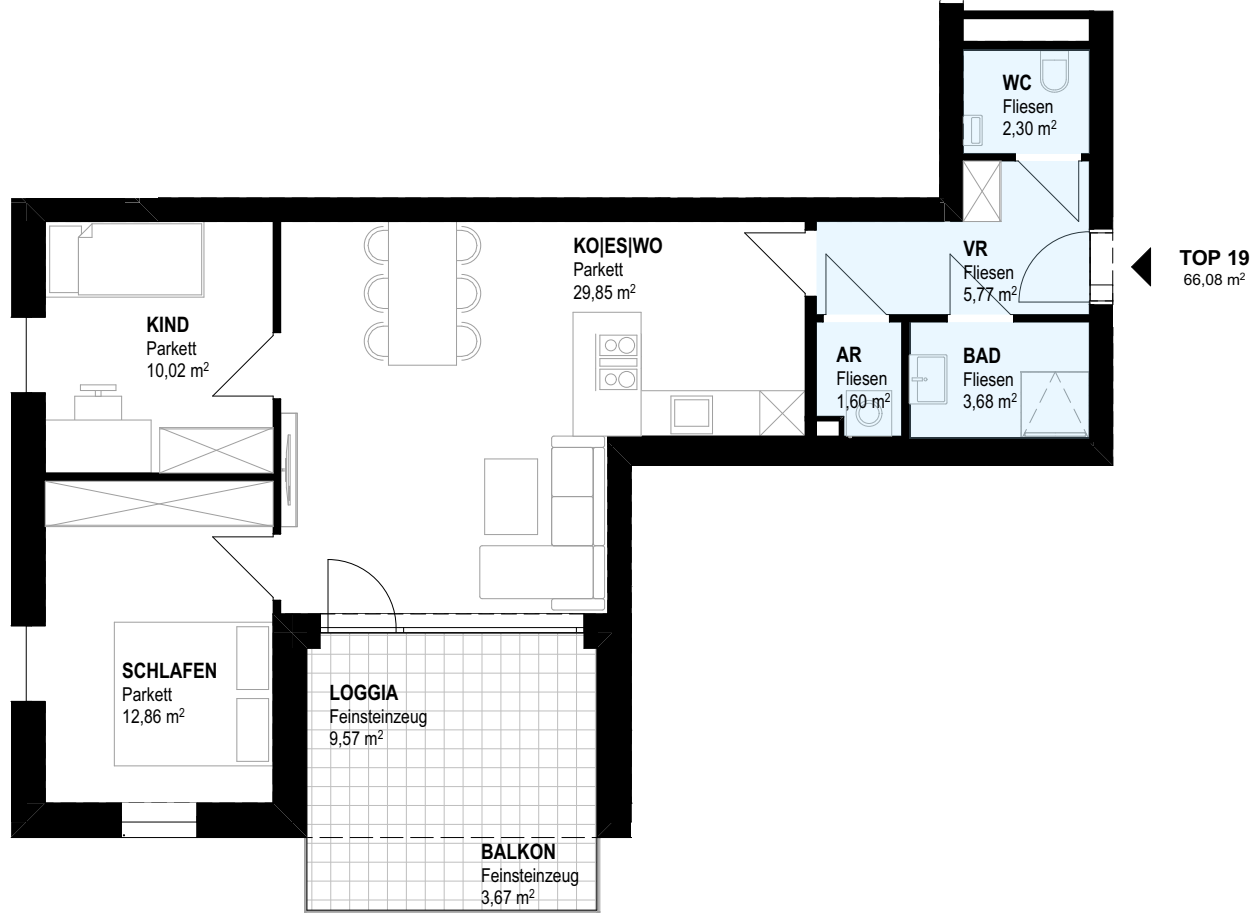 WC
Fliesen
2,30 m²
KO|ES|WO
Parkett
29,85 m²
VR
Fliesen
5,77 m²
TOP 19
66,08 m²
KIND
Parkett
10,02 m²
AR
Fliesen
1,60 m²
BAD
Fliesen
3,68 m²
SCHLAFEN
Parkett
12,86 m²
LOGGIA
Feinsteinzeug
9,57 m²
BALKON
Feinsteinzeug
3,67 m²